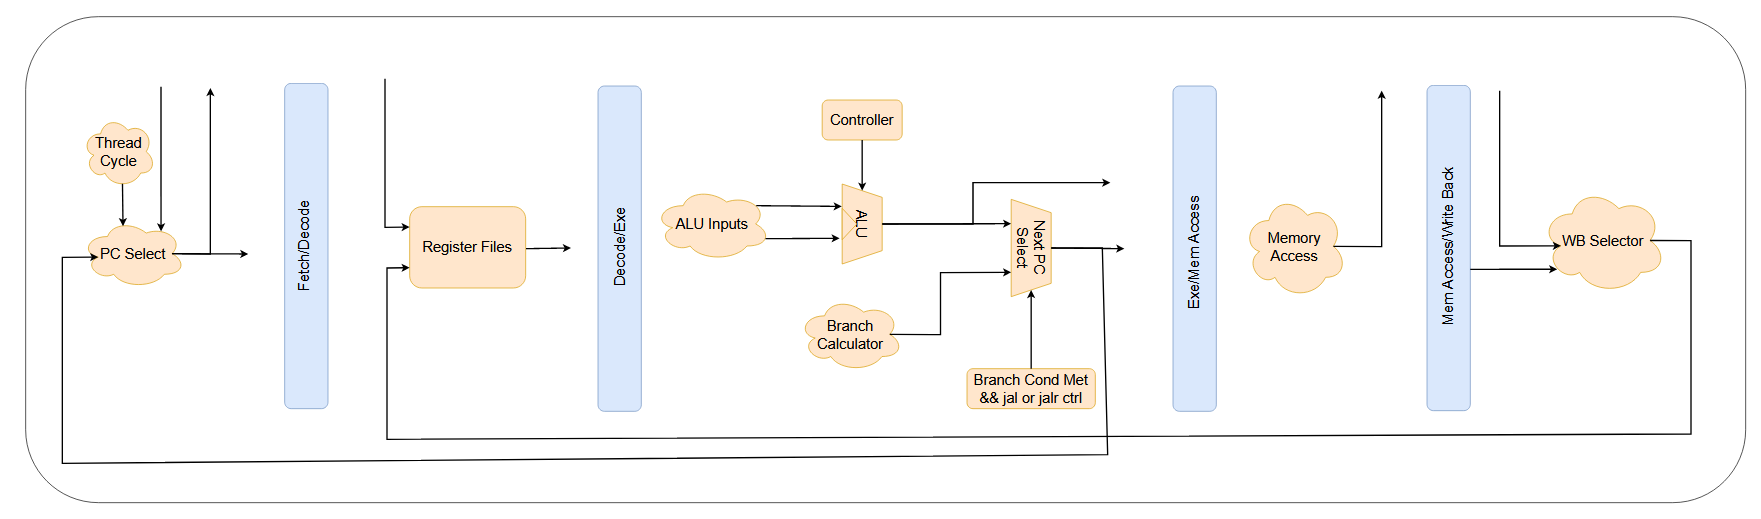 Thread
Cycle
PC Select
Fetch/Decode
Register Files
Decode/Exe
Controller
ALU Inputs
ALU
Branch
Calculator
Next PC
Select
Branch Cond Met
&& jal or jalr ctrl
Exe/Mem Access
Memory
Access
Mem Access/Write Back
WB Selector